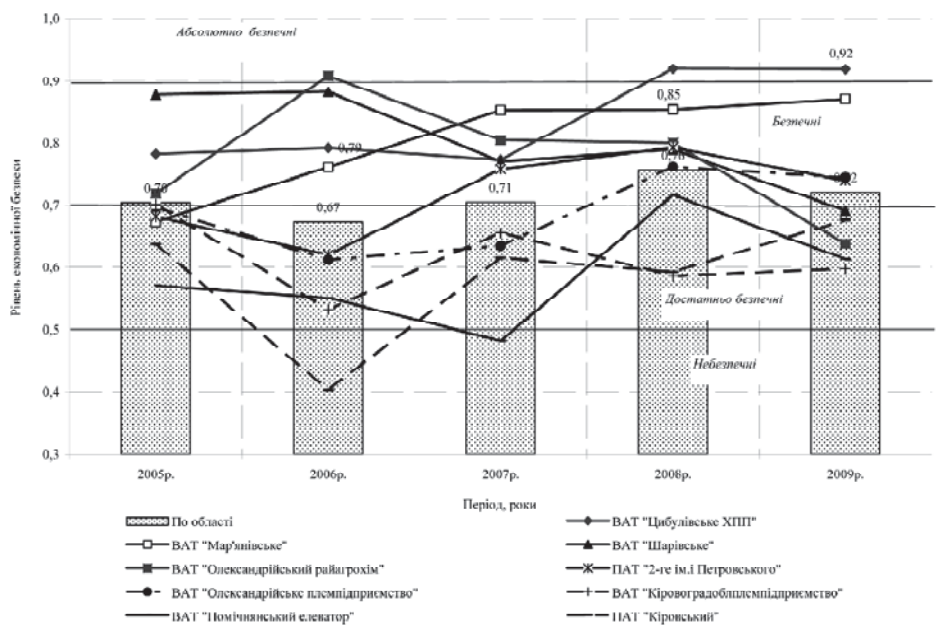 1,0
Абсолютно безпечні
0,92
0,9
0,85
Безпечні
0,8
0,79
0,76
0,70
0,7
0,71
0,67
0,6
Достатньо безпечні
0,5
Небезпечні
0,4
0,3
Рівень економінної безпеки
2005р.
2006р.
2007р.
2008р.
2009р.
Період, роки
По області
ВАТ "Цибулівське ХПП"
ВАТ "Мар'янівське"
ВАТ "Шарівське"
ВАТ "Олександрійський райагрохім"
ПАТ "2-ге ім.і Петровського"
ВАТ "Олександрійське племпідприємство"
ВАТ "Кіровоградоблплемпідприємство"
ВАТ "Помічнянський елеватор"
ПАТ "Кіровський"